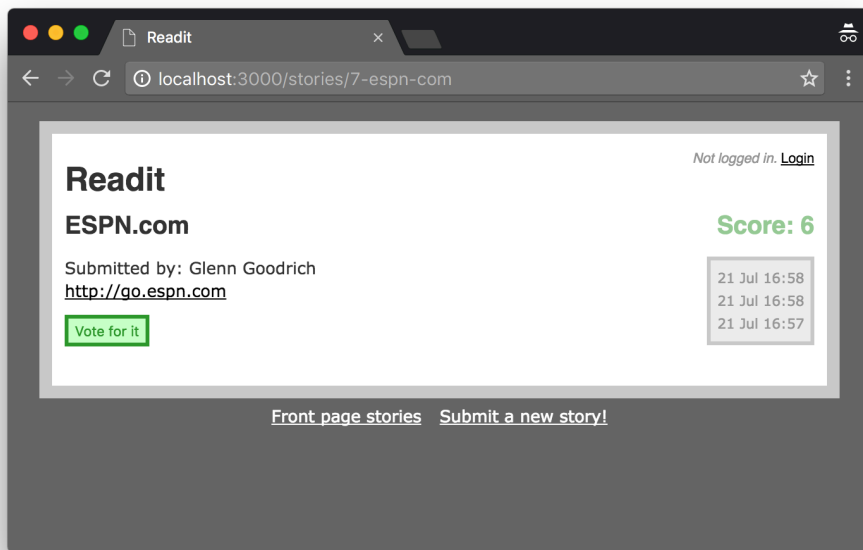 Readit
localhost:3000/stories/7-espn-com
Not logged in. Login
Readit
ESPN.com
Score: 6
Submitted by: Glenn Goodrich
http://go.espn.com
Vote for it
21 Jul 16:58
21 Jul 16:58
21 Jul 16:57
Front page stories Submit a new story!